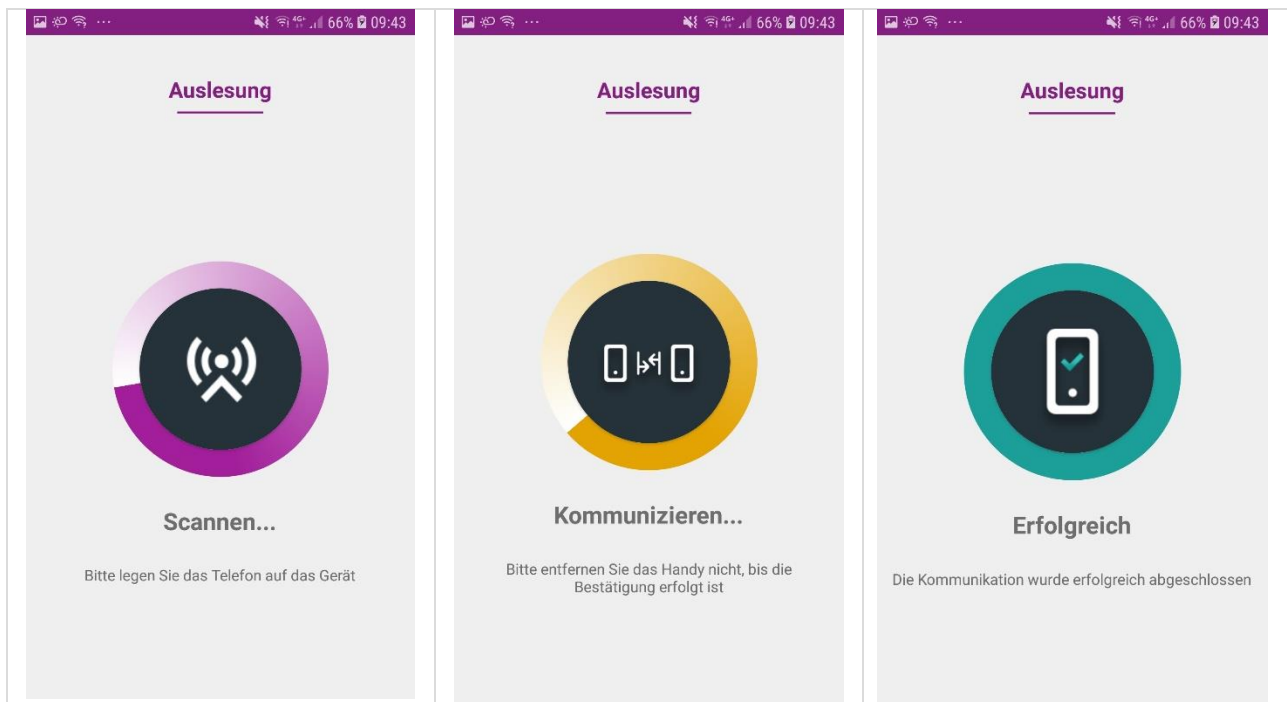 66% 09:43
Auslesung
Scannen...
Bitte legen Sie das Telefon auf das Gerät
66% 09:43
Auslesung
Kommunizieren...
Bitte entfernen Sie das Handy nicht, bis die
Bestätigung erfolgt ist
66% 09:43
Auslesung
Erfolgreich
Die Kommunikation wurde erfolgreich abgeschlossen